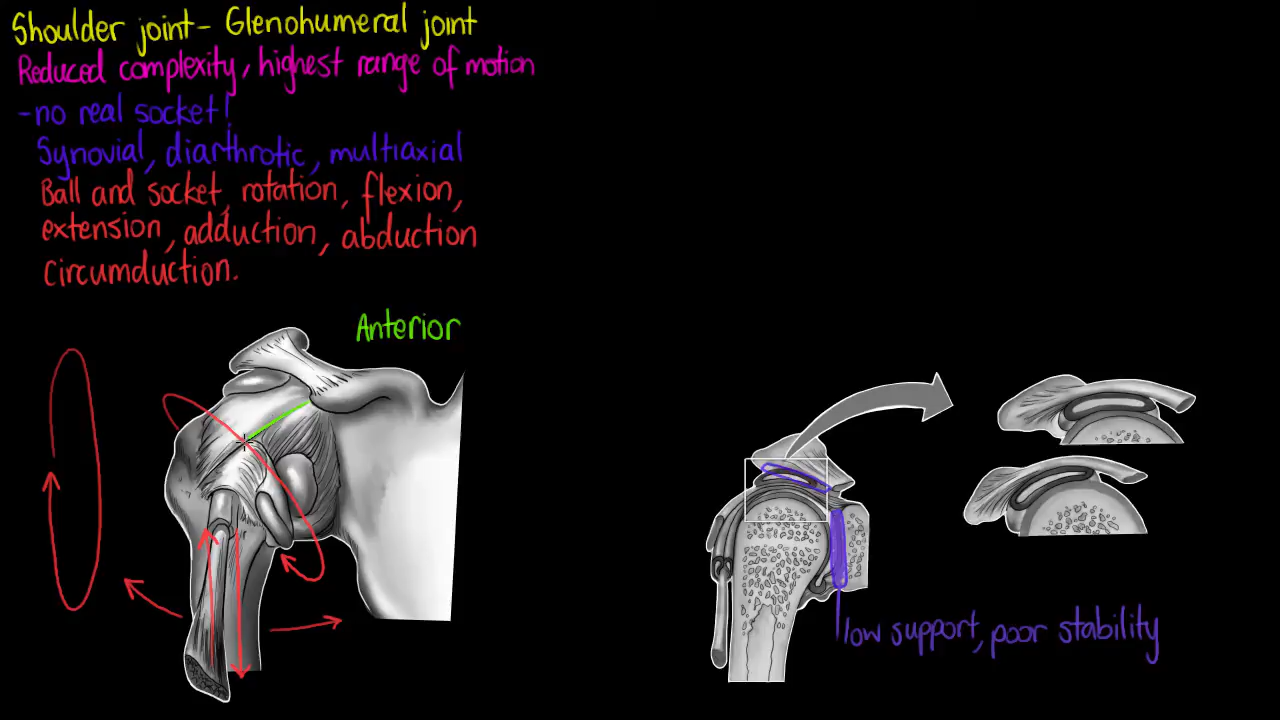 Shoulder joint - Glenohumeral joint
Reduced complexity, highest range of motion
- no real socket!
Synovial, diarthrotic, multiaxial
Ball and socket, rotation, flexion,
extension, adduction, abduction
Circumduction.
Anterior
low support, poor stability